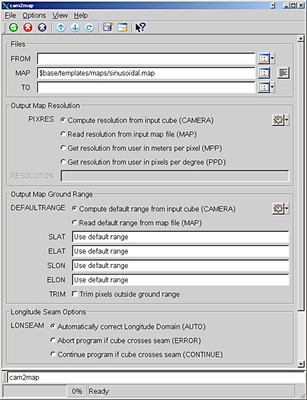 cam2map
File Options Controls Help
Files
FROM
MAP $base/templates/maps/sinusoidal.map
TO
Output Map Resolution
PIXRES Compute resolution from input cube (CAMERA)
Read resolution from input map file (MAP)
Get resolution from user in meters per pixel (MPP)
Get resolution from user in pixels per degree (PPD)
RESOLUTION
Output Map Ground Range
DEFAULTRANGE Compute default range from input cube (CAMERA)
Read default range from map file (MAP)
SLAT Use default range
ELAT Use default range
SLON Use default range
ELON Use default range
TRIM Trim pixels outside ground range
Longitude Seam Options
LONSEAM Automatically correct Longitude Domain (AUTO)
Abort program if cube crosses seam (ERROR)
Continue program if cube crosses seam (CONTINUE)
cam2map
0% Ready